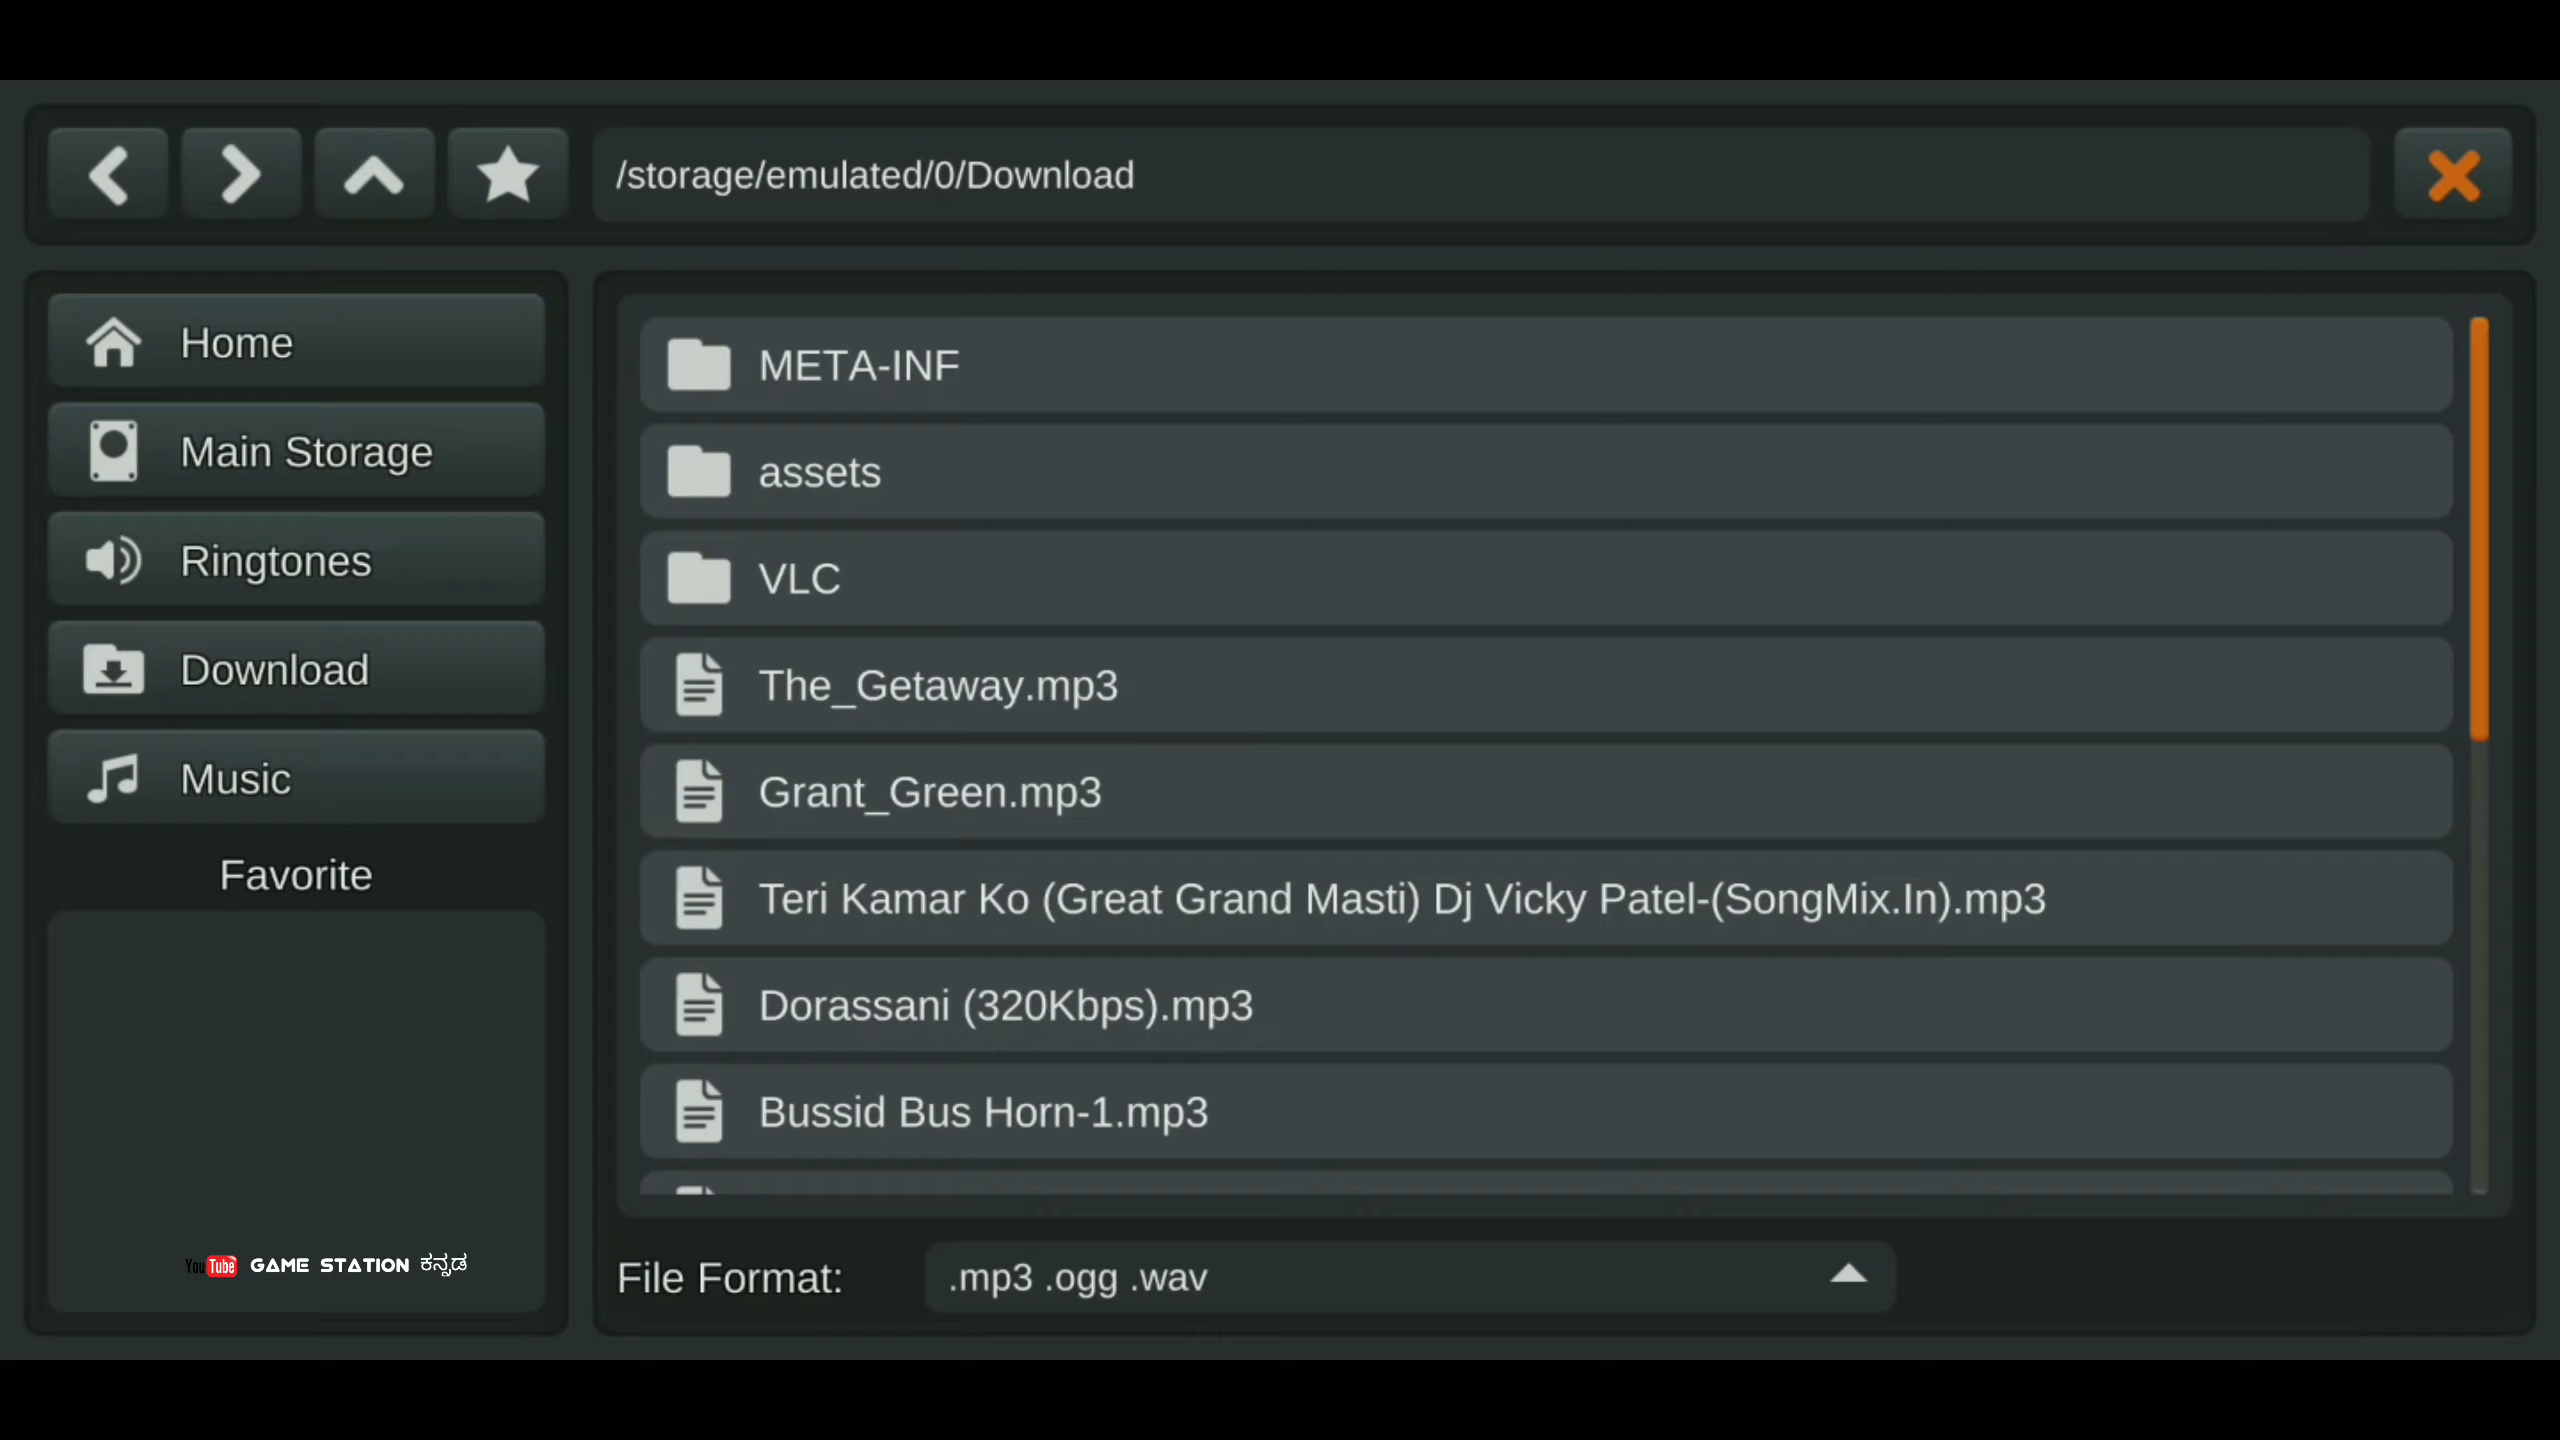 /storage/emulated/0/Download
Home
Main Storage
Ringtones
Download
Music
Favorite
YouTube GAME STATION ಕನ್ನಡ
META-INF
assets
VLC
The_Getaway.mp3
Grant_Green.mp3
Teri Kamar Ko (Great Grand Masti) Dj Vicky Patel-(SongMix.In).mp3
Dorassani (320Kbps).mp3
Bussid Bus Horn-1.mp3
File Format: .mp3 .ogg .wav